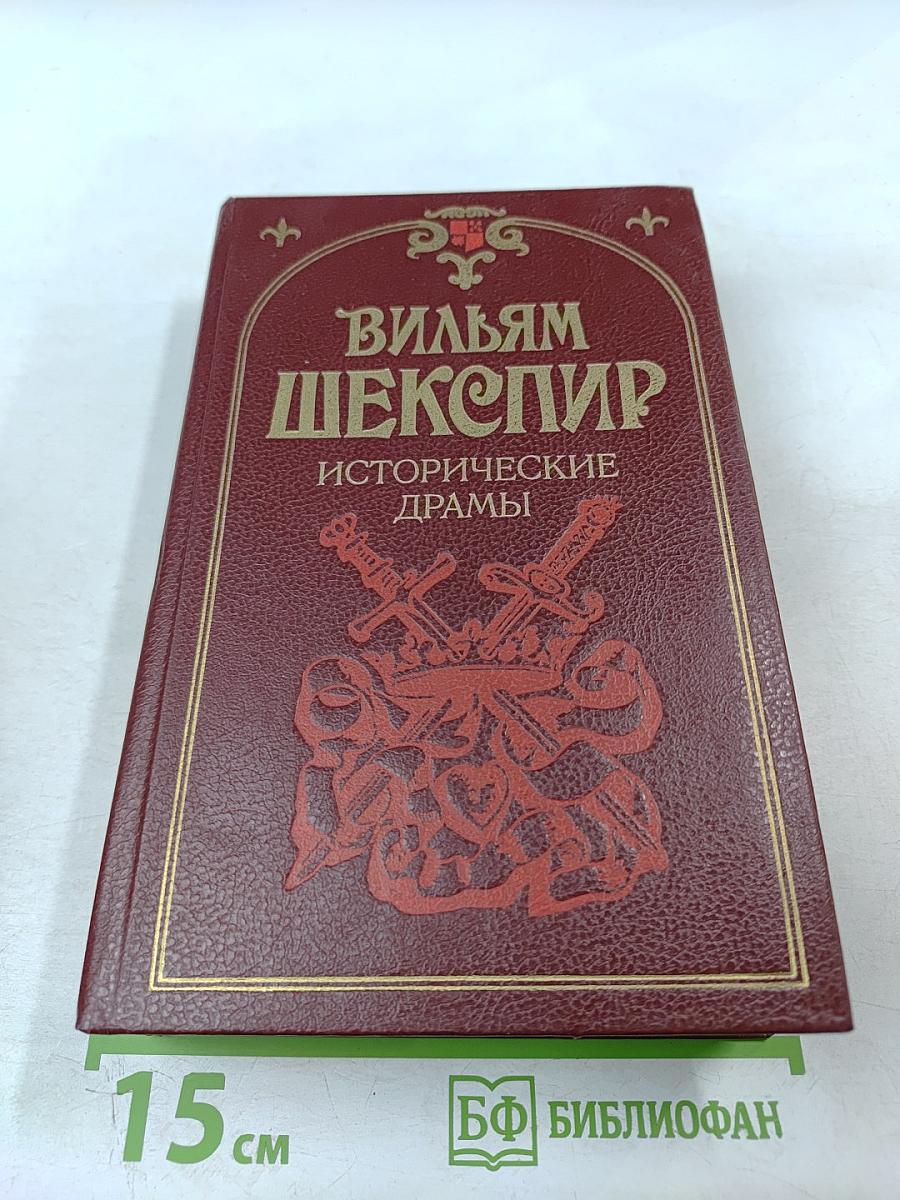 ВИЛЬЯМ
ШЕКСПИР
ИСТОРИЧЕСКИЕ
ДРАМЫ
15 см
БФ БИБЛИОФАН